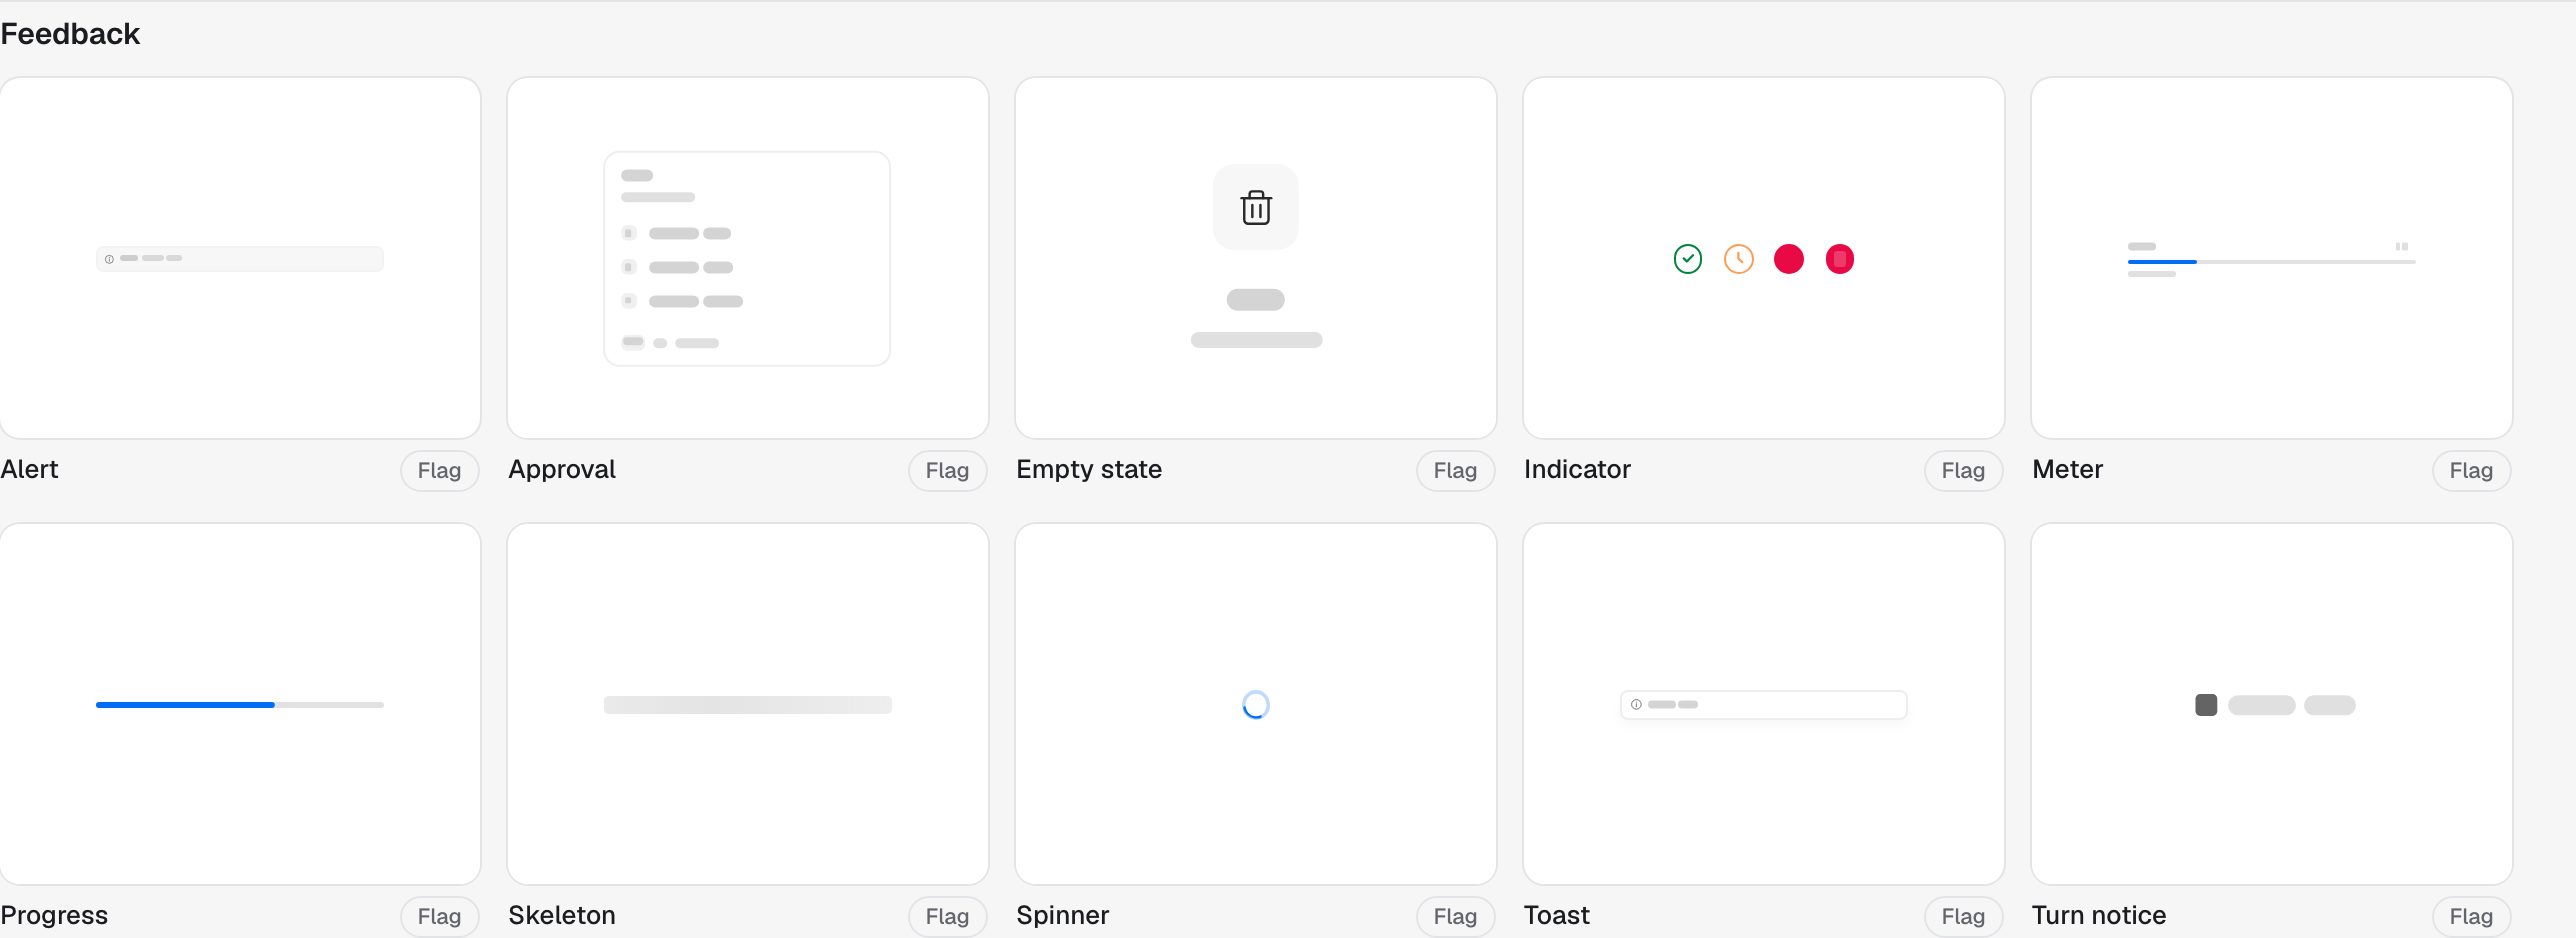 Feedback
Alert Flag Approval Flag Empty state Flag Indicator Flag Meter Flag
Progress Flag Skeleton Flag Spinner Flag Toast Flag Turn notice Flag